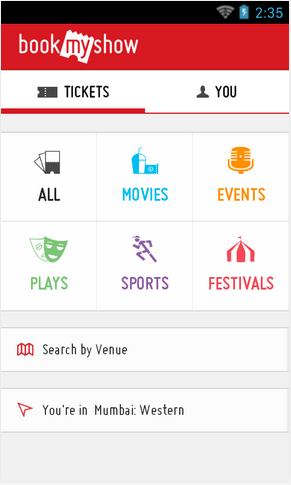 2:35
bookmyshow
TICKETS YOU
ALL MOVIES EVENTS
PLAYS SPORTS FESTIVALS
Search by Venue
You're in Mumbai: Western